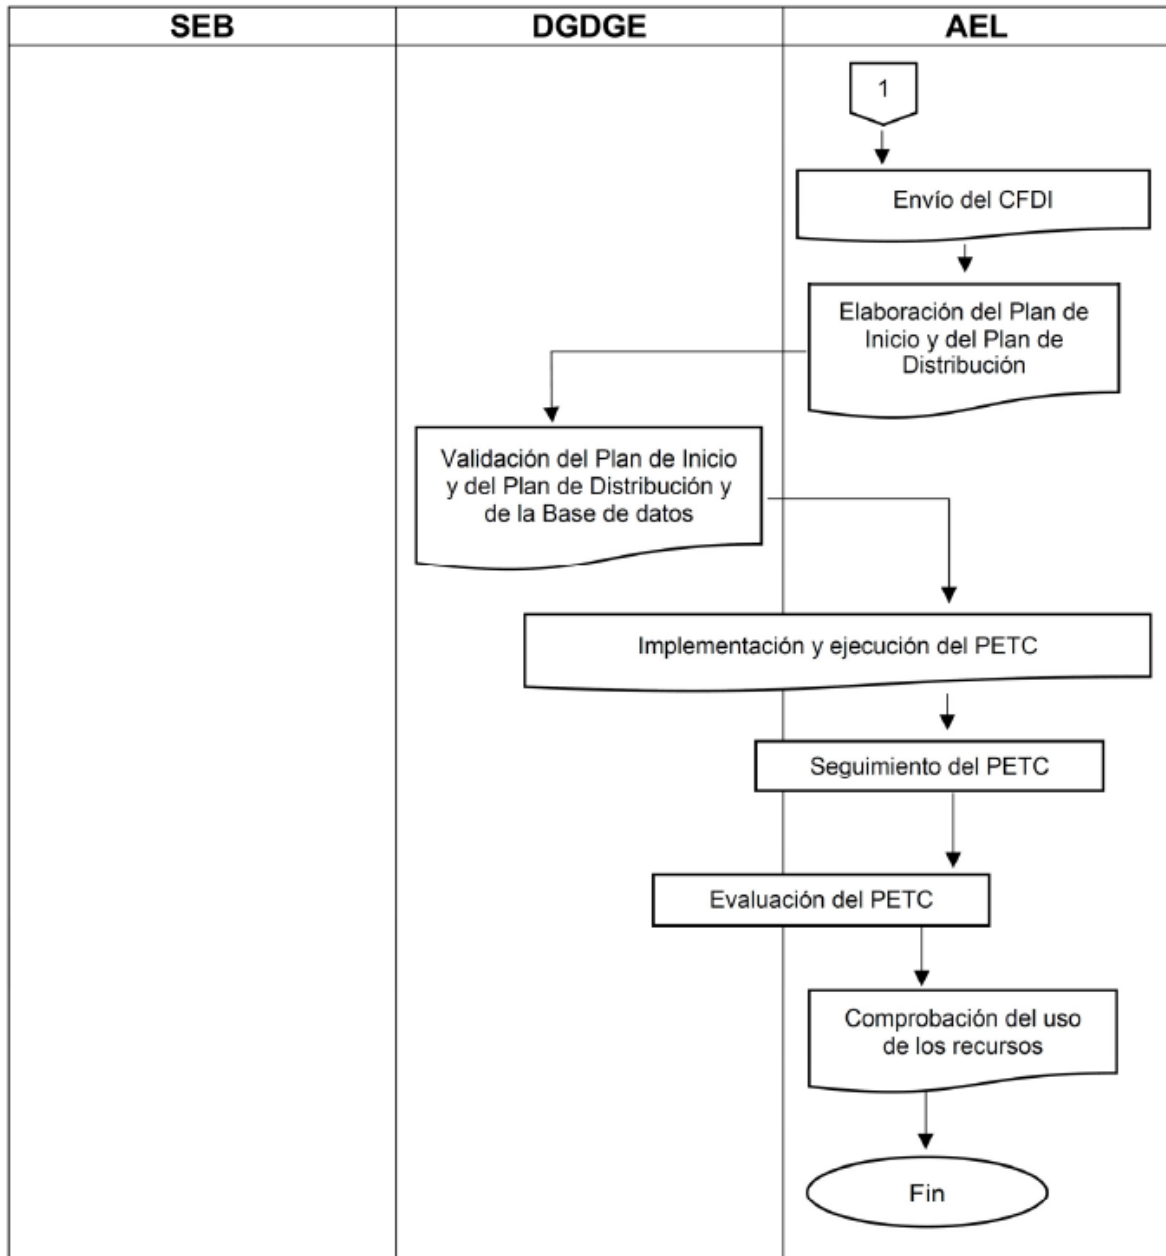 SEB
DGDGE
AEL
1
Envío del CFDI
Elaboración del Plan de
Inicio y del Plan de
Distribución
Validación del Plan de Inicio
y del Plan de Distribución y
de la Base de datos
Implementación y ejecución del PETC
Seguimiento del PETC
Evaluación del PETC
Comprobación del uso
de los recursos
Fin